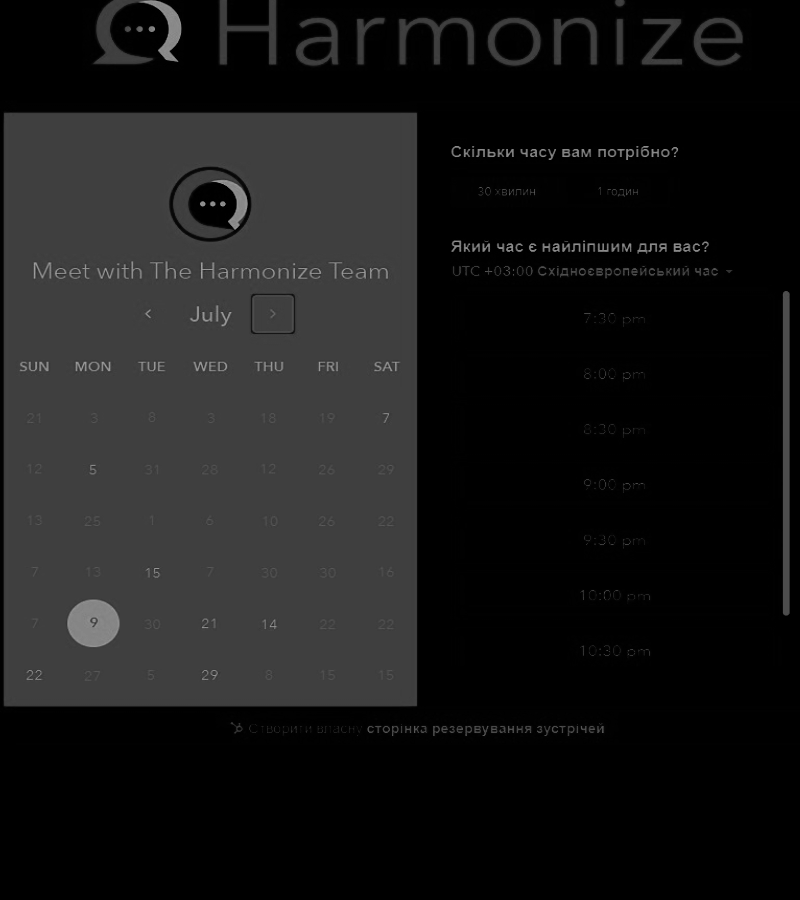 Harmonize
Meet with The Harmonize Team
July
SUN MON TUE WED THU FRI SAT
21 3 8 3 18 19 7
12 5 31 28 12 26 29
13 25 1 6 10 26 22
7 13 15 7 30 30 16
7 9 30 21 14 22 22
22 27 5 29 8 15 15
Скільки часу вам потрібно?
30 хвилин 1 годин
Який час є найліпшим для вас?
UTC +03:00 Східноєвропейський час
7:30 pm
8:00 pm
8:30 pm
9:00 pm
9:30 pm
10:00 pm
10:30 pm
Створити власну сторінка резервування зустрічей